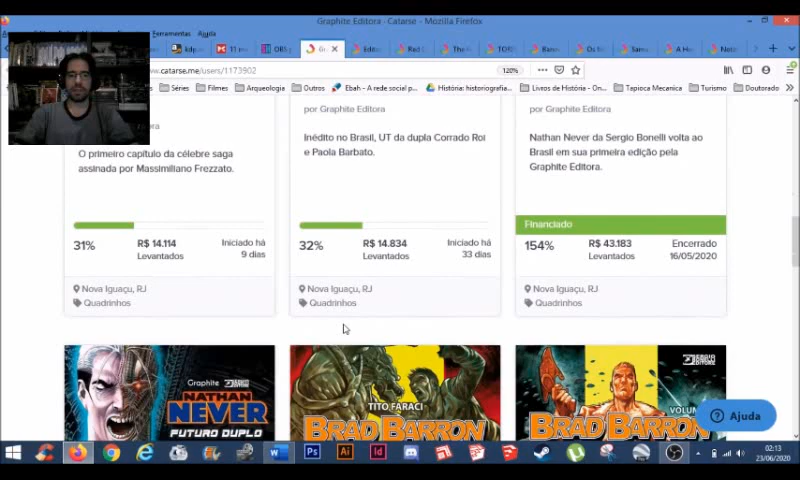 Graphite Editora - Catarse - Mozilla Firefox
Ferramentas Ajuda
kdp
11 m
www.catarse.me/users/1173902
120%
Séries Filmes Arqueologia Outros Ebah - A rede social p... História: historiografia... Livros de História - On... Tapioca Mecanica Turismo Doutorado
por Graphite Editora
por Graphite Editora
O primeiro capítulo da célebre saga
assinada por Massimiliano Frezzato.
Inédito no Brasil, UT da dupla Corrado Roi
e Paola Barbato.
Nathan Never da Sergio Bonelli volta ao
Brasil em sua primeira edição pela
Graphite Editora.
Financiado
31%
R$ 14.114
Levantados
Iniciado há
9 dias
32%
R$ 14.834
Levantados
Iniciado há
33 dias
154%
R$ 43.183
Levantados
Encerrado
16/05/2020
Nova Iguaçu, RJ
Quadrinhos
Nova Iguaçu, RJ
Quadrinhos
Nova Iguaçu, RJ
Quadrinhos
Graphite
NATHAN
NEVER
FUTURO DUPLO
TITO FARACI
BRAD BARRON
BRAD BARRON
Ajuda
02:13
23/06/2020